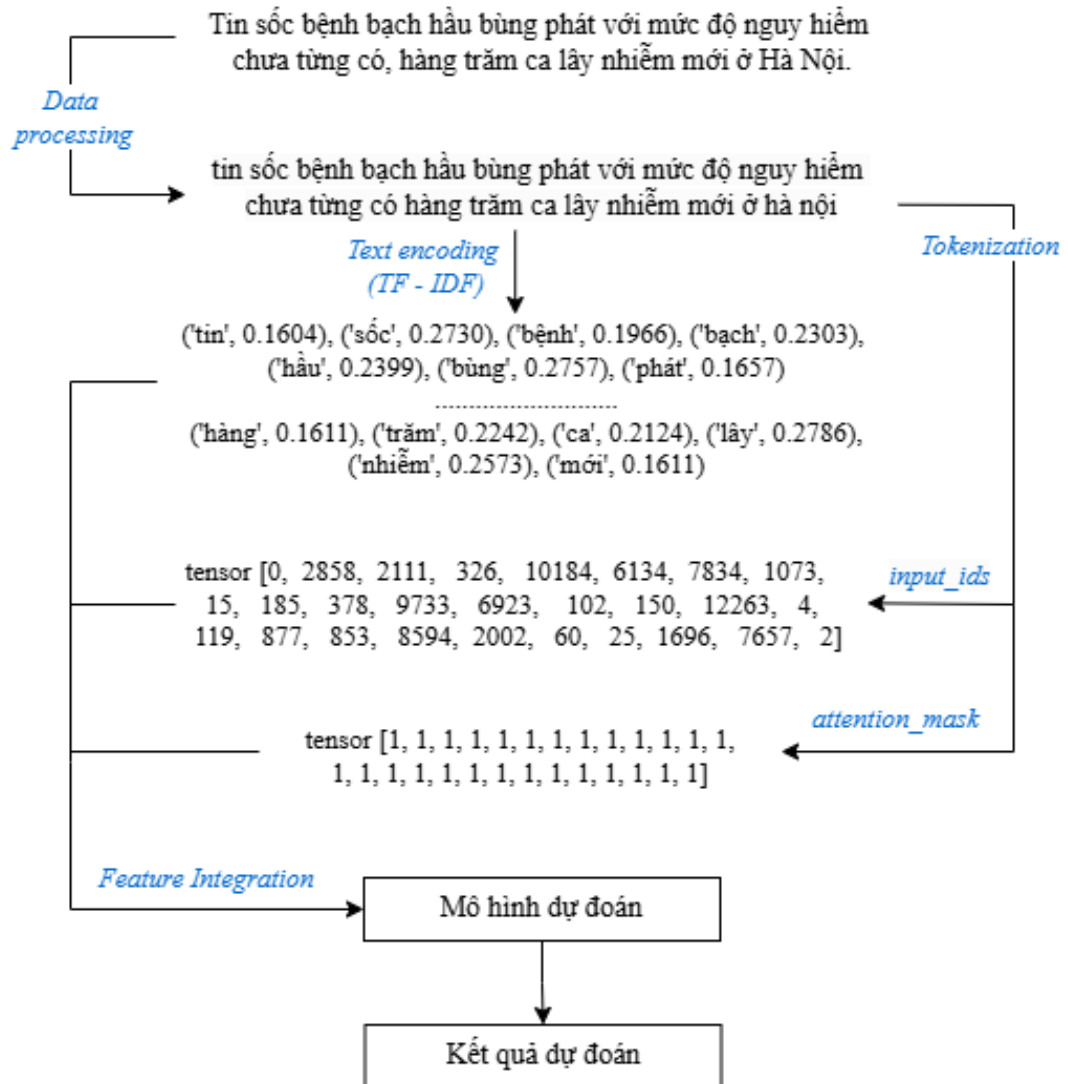 Tin sốc bệnh bạch hầu bùng phát với mức độ nguy hiểm
chưa từng có, hàng trăm ca lây nhiễm mới ở Hà Nội.
Data
processing
tin sốc bệnh bạch hầu bùng phát với mức độ nguy hiểm
chưa từng có hàng trăm ca lây nhiễm mới ở hà nội
Text encoding
(TF - IDF)
Tokenization
('tin', 0.1604), ('sốc', 0.2730), ('bệnh', 0.1966), ('bạch', 0.2303),
('hầu', 0.2399), ('bùng', 0.2757), ('phát', 0.1657)
............................
('hàng', 0.1611), ('trăm', 0.2242), ('ca', 0.2124), ('lây', 0.2786),
('nhiễm', 0.2573), ('mới', 0.1611)
tensor [0, 2858, 2111, 326, 10184, 6134, 7834, 1073,
15, 185, 378, 9733, 6923, 102, 150, 12263, 4,
119, 877, 853, 8594, 2002, 60, 25, 1696, 7657, 2]
input_ids
attention_mask
tensor [1, 1, 1, 1, 1, 1, 1, 1, 1, 1, 1, 1, 1,
1, 1, 1, 1, 1, 1, 1, 1, 1, 1, 1, 1, 1, 1]
Feature Integration
Mô hình dự đoán
Kết quả dự đoán